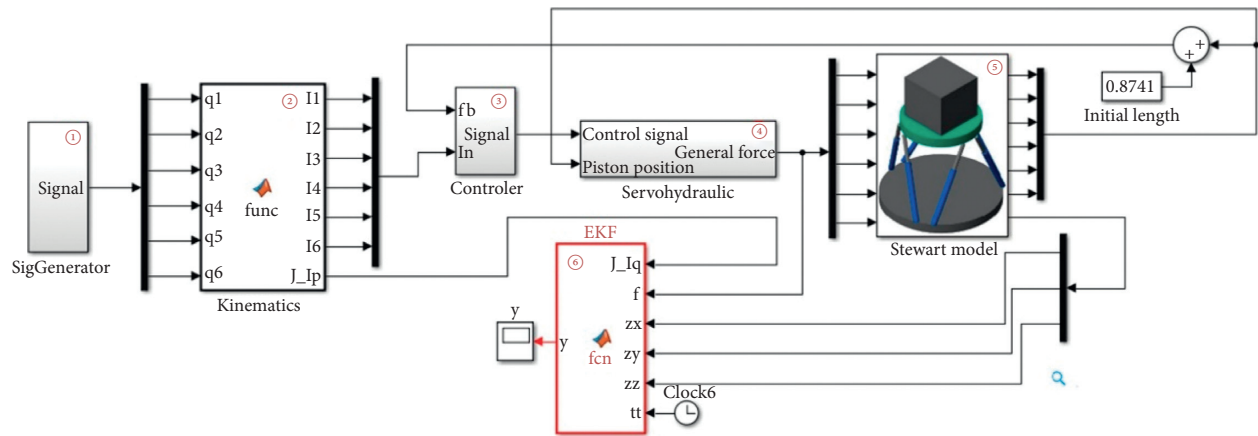 ①
Signal
SigGenerator
q1
q2
q3
q4
q5
q6
②
func
I1
I2
I3
I4
I5
I6
J_Ip
Kinematics
fb
In
③
Signal
Controler
Control signal
Piston position
④
General force
Servohydraulic
⑤
Stewart model
0.8741
Initial length
+
+
EKF
⑥
J_Iq
f
zx
zy
zz
tt
y
fcn
y
Clock6